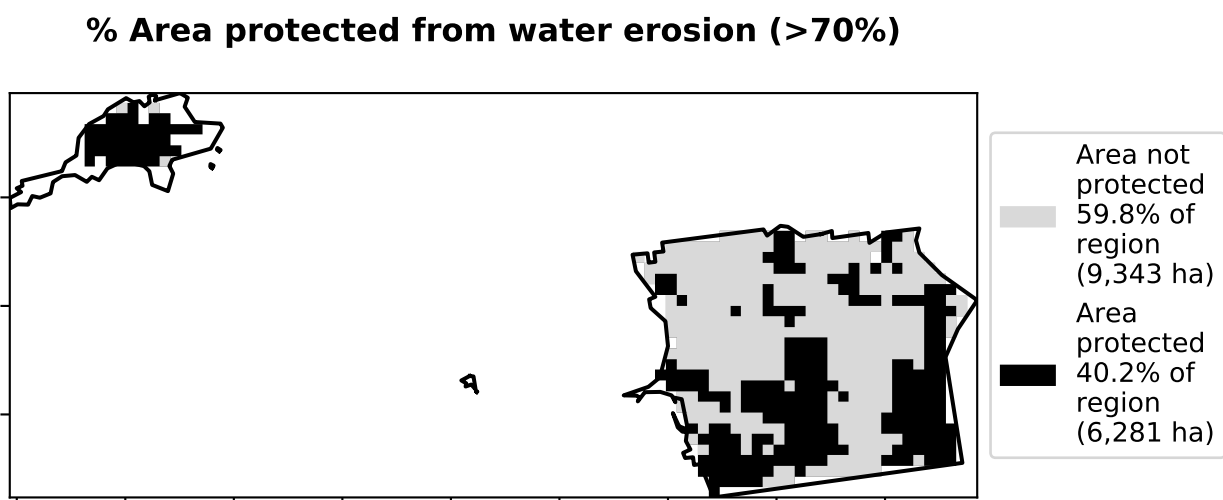 % Area protected from water erosion (>70%)
Area not
protected
59.8% of
region
(9,343 ha)
Area
protected
40.2% of
region
(6,281 ha)